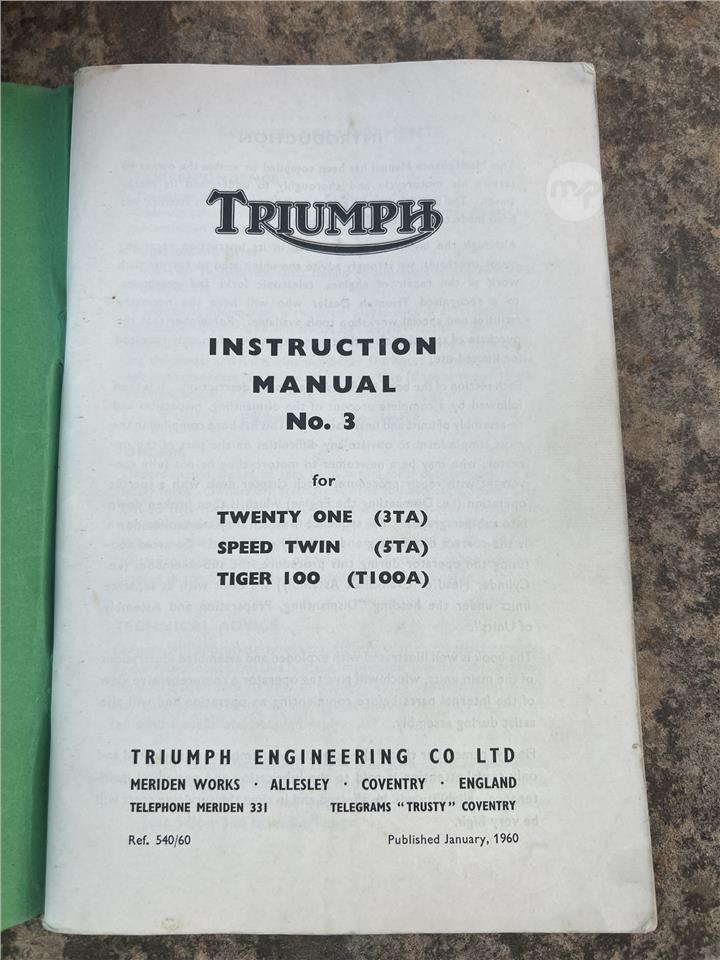 TRIUMPH
INSTRUCTION
MANUAL
No. 3
for
TWENTY ONE (3TA)
SPEED TWIN (5TA)
TIGER 100 (T100A)
TRIUMPH ENGINEERING CO LTD
MERIDEN WORKS · ALLESLEY · COVENTRY · ENGLAND
TELEPHONE MERIDEN 331 TELEGRAMS "TRUSTY" COVENTRY
Ref. 540/60 Published January, 1960
mp